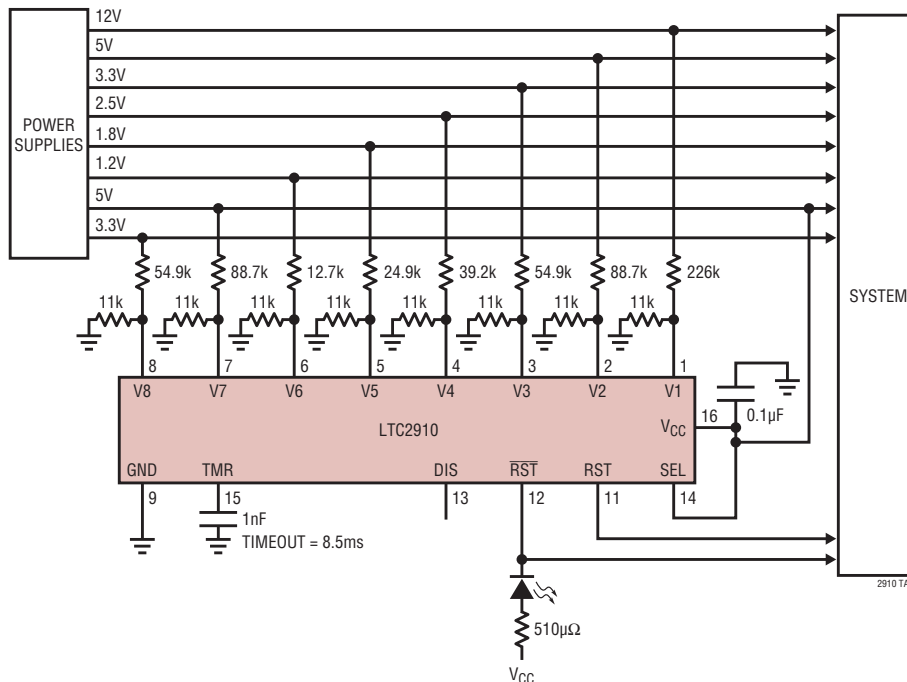 12V
5V
3.3V
2.5V
1.8V
1.2V
5V
3.3V
POWER
SUPPLIES
SYSTEM
54.9k
88.7k
12.7k
24.9k
39.2k
54.9k
88.7k
226k
11k
11k
11k
11k
11k
11k
11k
11k
8
7
6
5
4
3
2
1
V8
V7
V6
V5
V4
V3
V2
V1
LTC2910
VCC
16
0.1µF
GND
TMR
DIS
RST
RST
SEL
9
15
13
12
11
14
1nF
TIMEOUT = 8.5ms
510µΩ
VCC
2910 TA